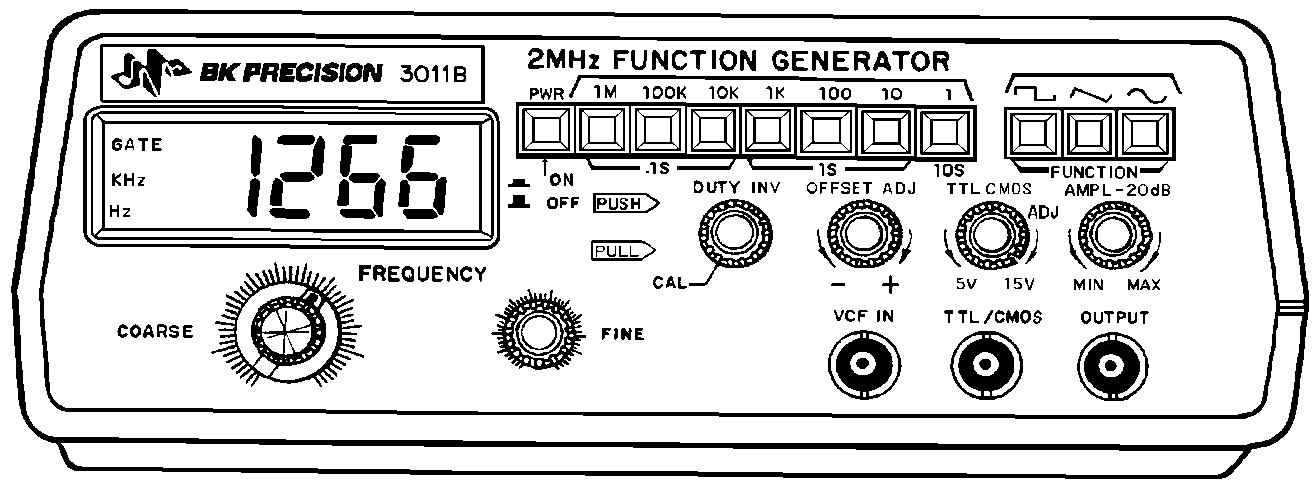 BK PRECISION 3011B
2MHz FUNCTION GENERATOR
PWR 1M 100K 10K 1K 100 10 1
GATE
KHz
Hz
1266
.1S 1S 10S
FUNCTION
ON
OFF
PUSH
PULL
DUTY INV
OFFSET ADJ
TTL CMOS
ADJ
AMPL-20dB
CAL
- +
5V 15V
MIN MAX
FREQUENCY
COARSE
FINE
VCF IN
TTL/CMOS
OUTPUT